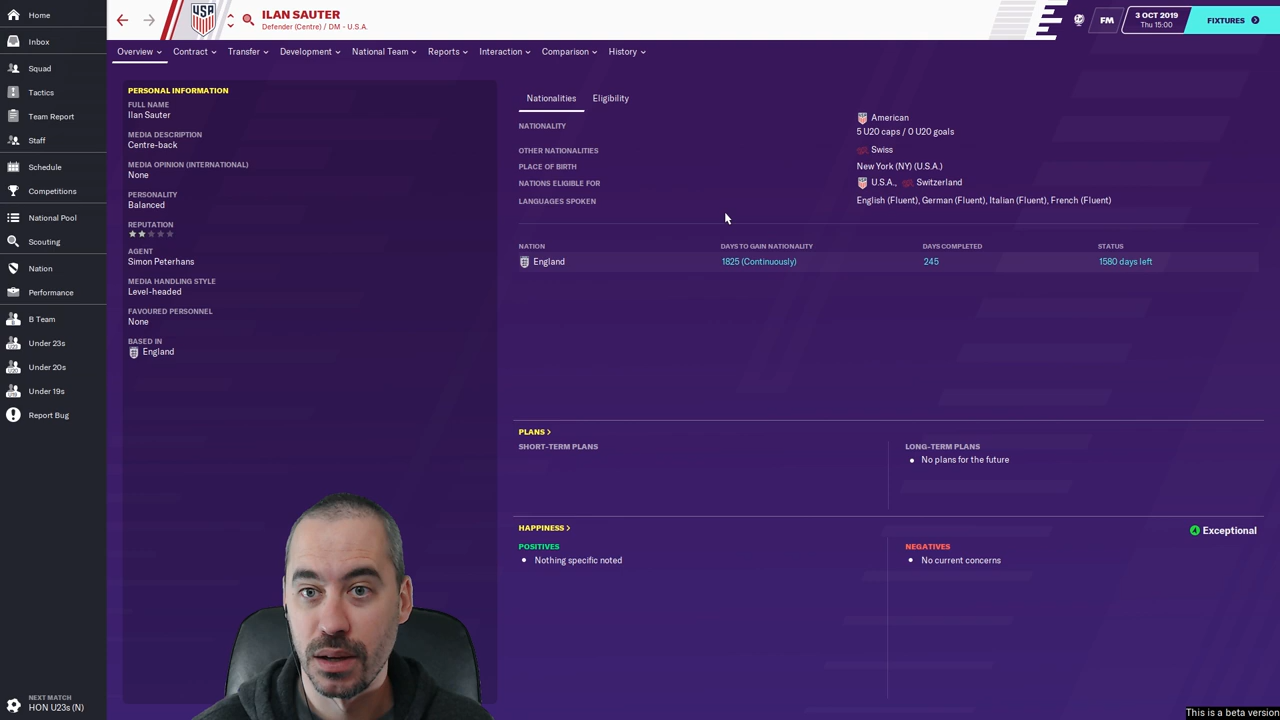 Home
Inbox
Squad
Tactics
Team Report
Staff
Schedule
Competitions
National Pool
Scouting
Nation
Performance
B Team
Under 23s
U23
Under 20s
U20
Under 19s
U19
Report Bug
NEXT MATCH
HON U23s (N)
USA
ILAN SAUTER
Defender (Centre) / DM - U.S.A.
FM
3 OCT 2019
Thu 15:00
FIXTURES
Overview
Contract
Transfer
Development
National Team
Reports
Interaction
Comparison
History
PERSONAL INFORMATION
FULL NAME
Ilan Sauter
MEDIA DESCRIPTION
Centre-back
MEDIA OPINION (INTERNATIONAL)
None
PERSONALITY
Balanced
REPUTATION
AGENT
Simon Peterhans
MEDIA HANDLING STYLE
Level-headed
FAVOURED PERSONNEL
None
BASED IN
England
Nationalities Eligibility
NATIONALITY American
5 U20 caps / 0 U20 goals
OTHER NATIONALITIES Swiss
PLACE OF BIRTH New York (NY) (U.S.A.)
NATIONS ELIGIBLE FOR U.S.A., Switzerland
LANGUAGES SPOKEN English (Fluent), German (Fluent), Italian (Fluent), French (Fluent)
NATION DAYS TO GAIN NATIONALITY DAYS COMPLETED STATUS
England 1825 (Continuously) 245 1580 days left
PLANS >
SHORT-TERM PLANS
LONG-TERM PLANS
No plans for the future
HAPPINESS >
4 Exceptional
POSITIVES
Nothing specific noted
NEGATIVES
No current concerns
This is a beta version